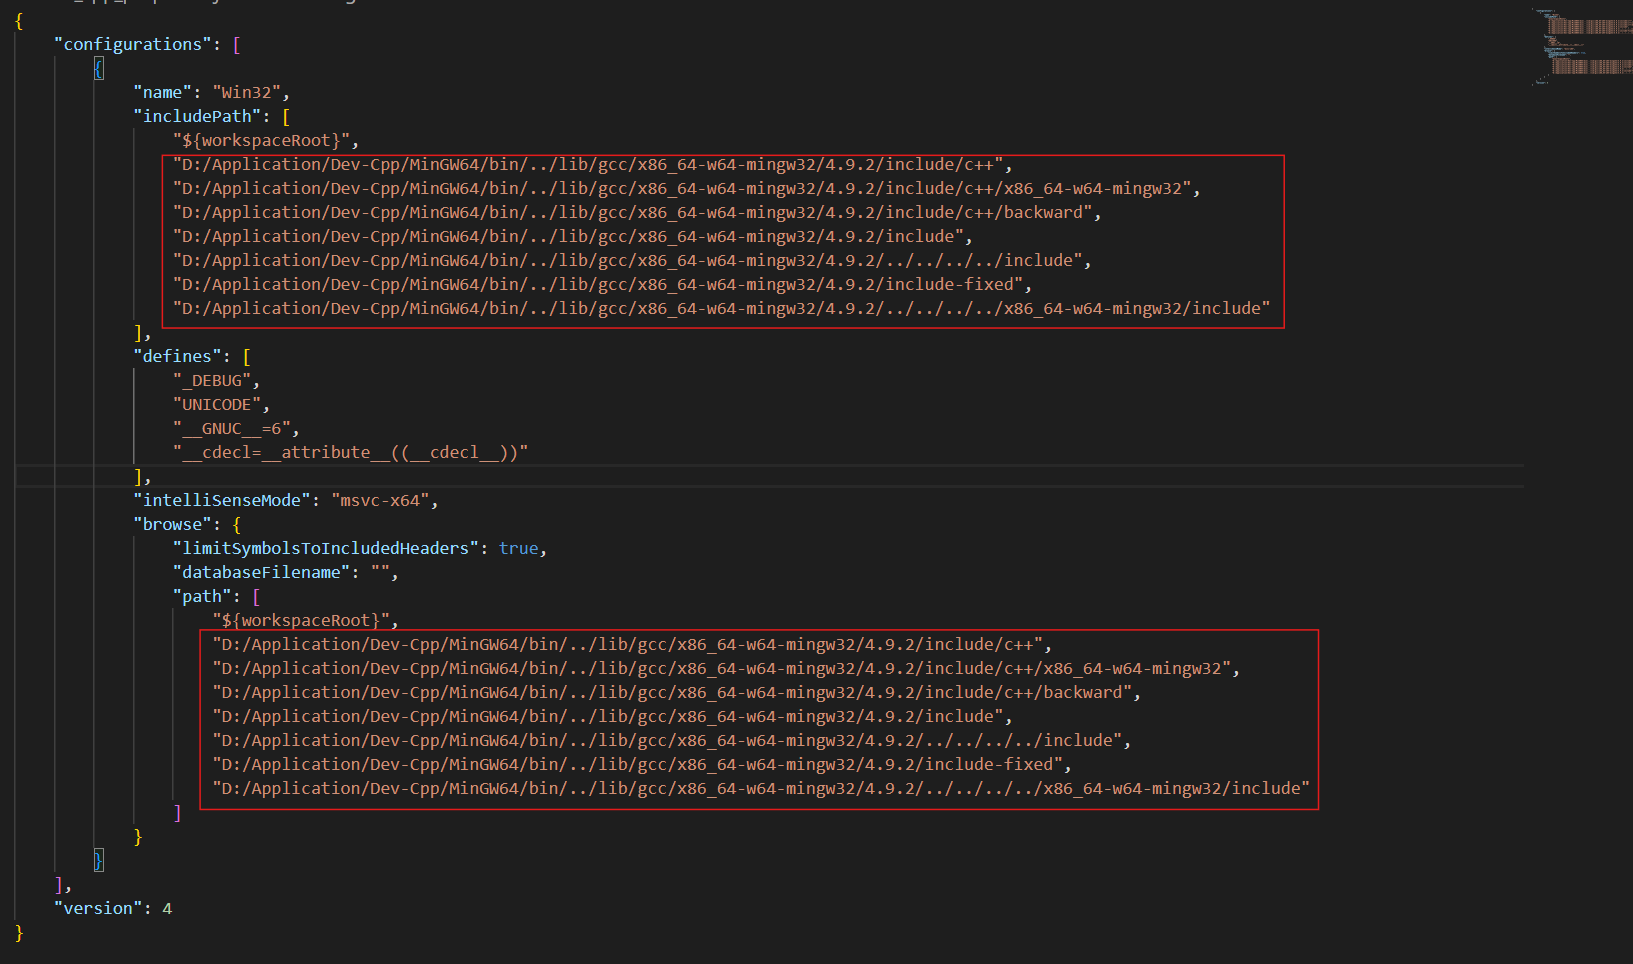 {
"configurations": [
{
"name": "Win32",
"includePath": [
"${workspaceRoot}",
"D:/Application/Dev-Cpp/MinGW64/bin/../lib/gcc/x86_64-w64-mingw32/4.9.2/include/c++",
"D:/Application/Dev-Cpp/MinGW64/bin/../lib/gcc/x86_64-w64-mingw32/4.9.2/include/c++/x86_64-w64-mingw32",
"D:/Application/Dev-Cpp/MinGW64/bin/../lib/gcc/x86_64-w64-mingw32/4.9.2/include/c++/backward",
"D:/Application/Dev-Cpp/MinGW64/bin/../lib/gcc/x86_64-w64-mingw32/4.9.2/include",
"D:/Application/Dev-Cpp/MinGW64/bin/../lib/gcc/x86_64-w64-mingw32/4.9.2/../../../../include",
"D:/Application/Dev-Cpp/MinGW64/bin/../lib/gcc/x86_64-w64-mingw32/4.9.2/include-fixed",
"D:/Application/Dev-Cpp/MinGW64/bin/../lib/gcc/x86_64-w64-mingw32/4.9.2/../../../../x86_64-w64-mingw32/include"
],
"defines": [
"_DEBUG",
"UNICODE",
"__GNUC__=6",
"__cdecl=__attribute__((__cdecl__))"
],
"intelliSenseMode": "msvc-x64",
"browse": {
"limitSymbolsToIncludedHeaders": true,
"databaseFilename": "",
"path": [
"${workspaceRoot}",
"D:/Application/Dev-Cpp/MinGW64/bin/../lib/gcc/x86_64-w64-mingw32/4.9.2/include/c++",
"D:/Application/Dev-Cpp/MinGW64/bin/../lib/gcc/x86_64-w64-mingw32/4.9.2/include/c++/x86_64-w64-mingw32",
"D:/Application/Dev-Cpp/MinGW64/bin/../lib/gcc/x86_64-w64-mingw32/4.9.2/include/c++/backward",
"D:/Application/Dev-Cpp/MinGW64/bin/../lib/gcc/x86_64-w64-mingw32/4.9.2/include",
"D:/Application/Dev-Cpp/MinGW64/bin/../lib/gcc/x86_64-w64-mingw32/4.9.2/../../../../include",
"D:/Application/Dev-Cpp/MinGW64/bin/../lib/gcc/x86_64-w64-mingw32/4.9.2/include-fixed",
"D:/Application/Dev-Cpp/MinGW64/bin/../lib/gcc/x86_64-w64-mingw32/4.9.2/../../../../x86_64-w64-mingw32/include"
]
}
}
],
"version": 4
}